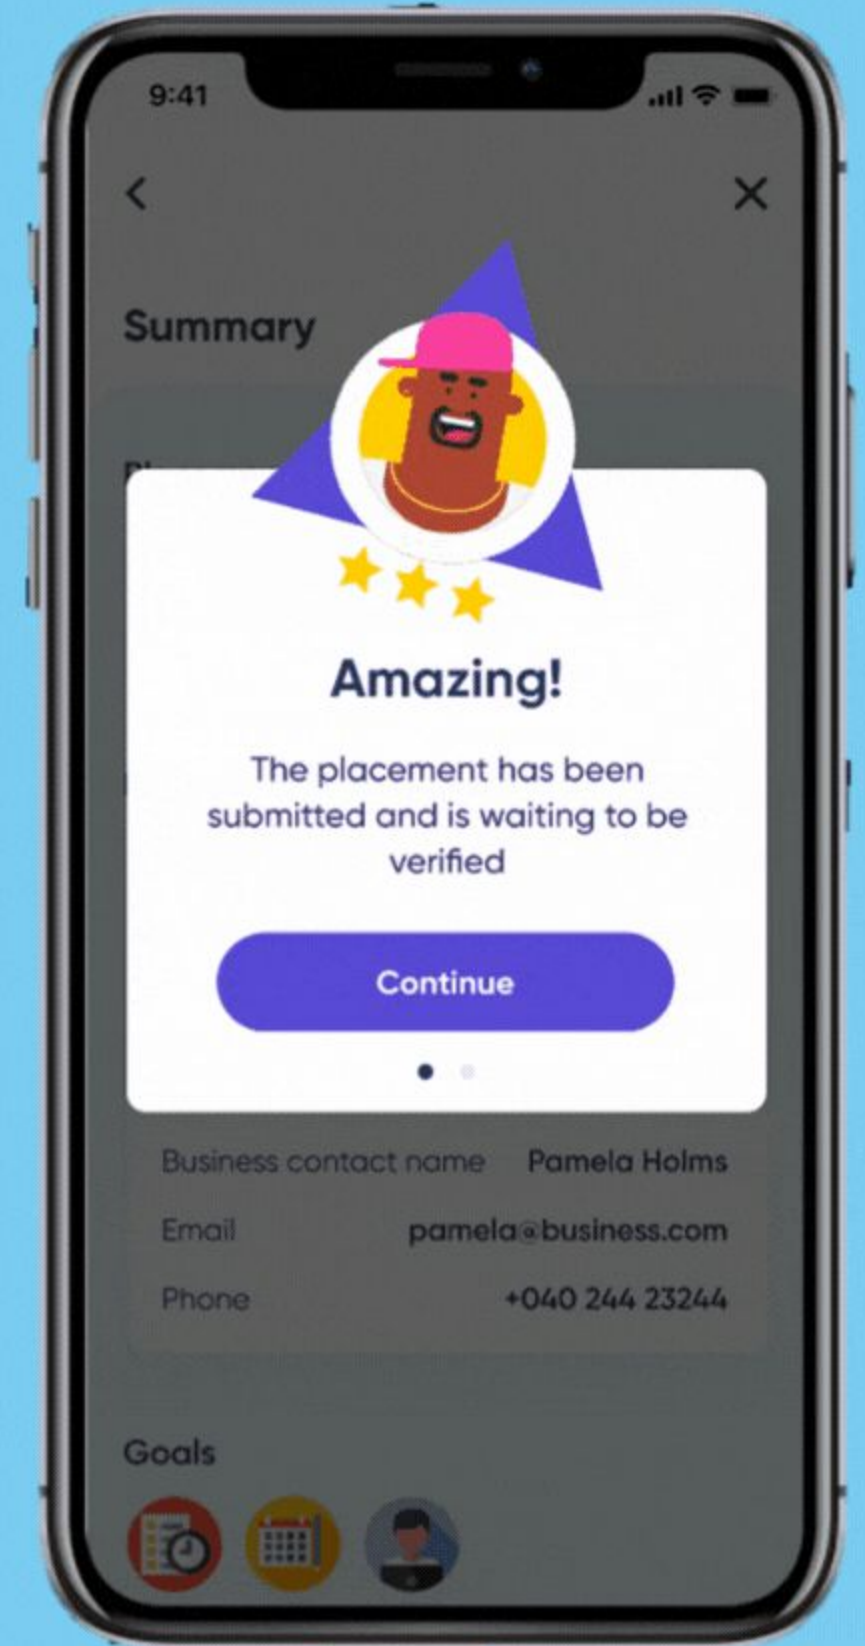 9:41
Summary
Amazing!
The placement has been
submitted and is waiting to be
verified
Continue
Business contact name Pamela Holms
Email pamela@business.com
Phone +040 244 23244
Goals